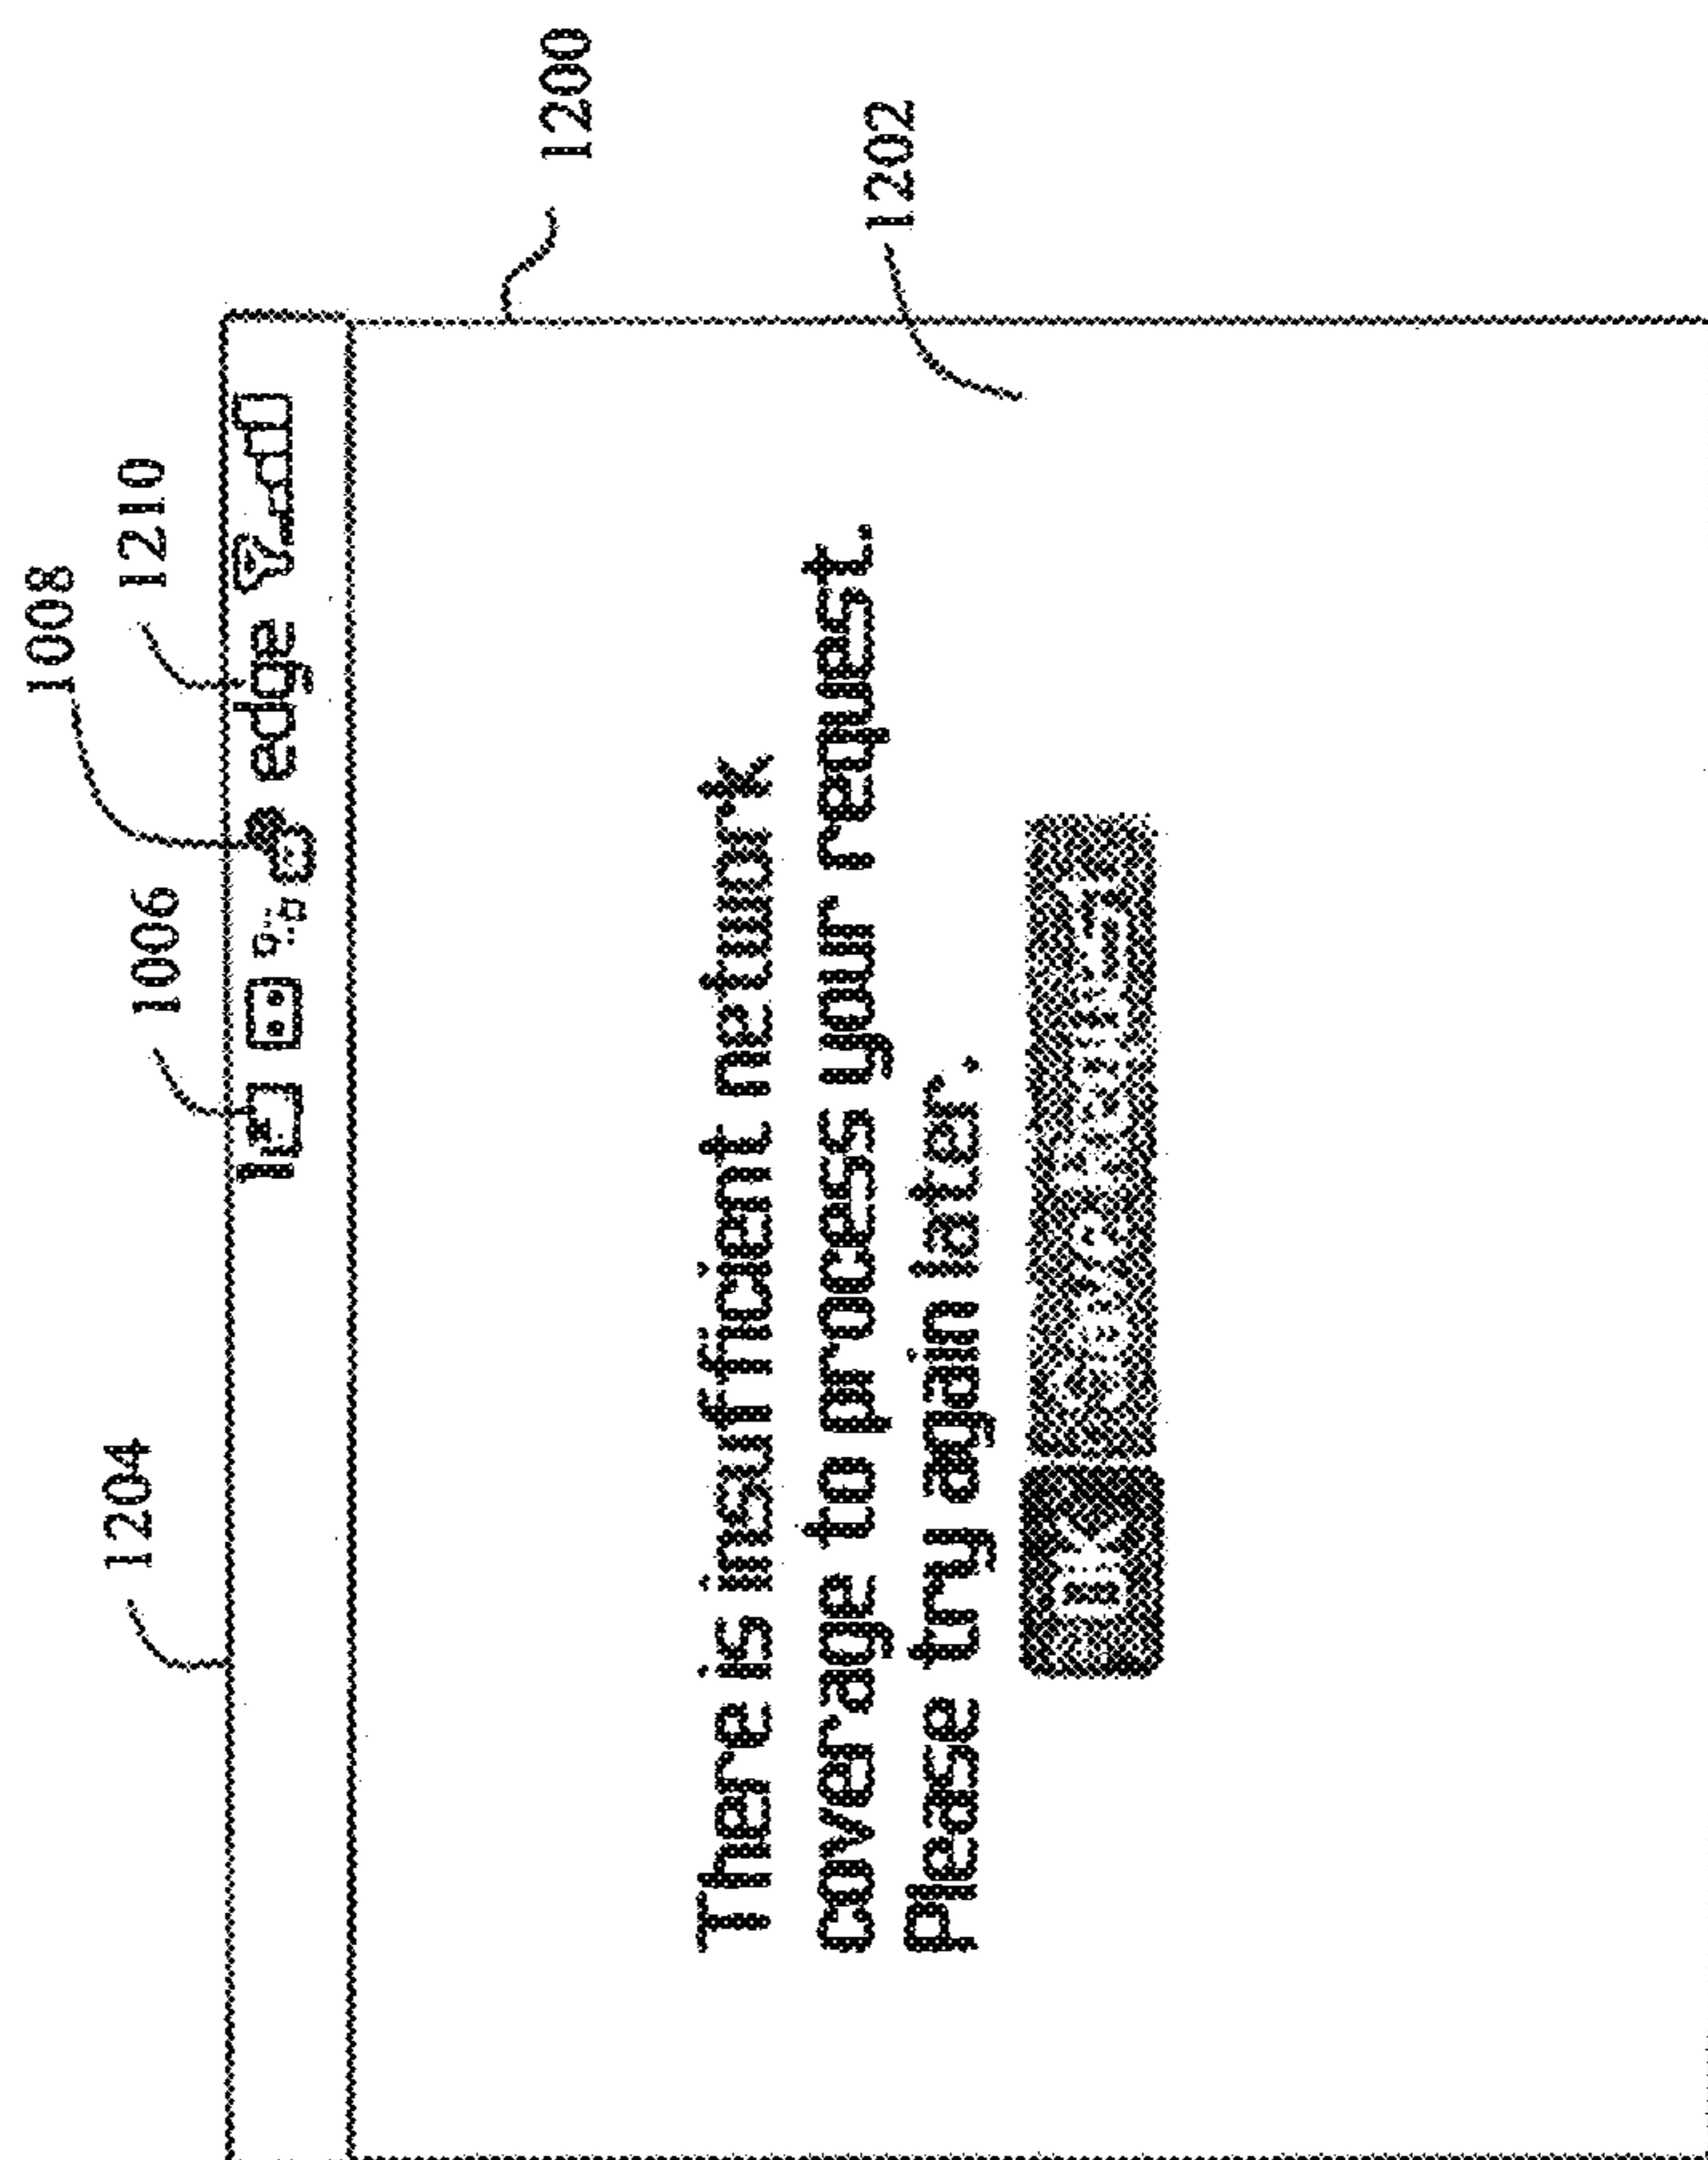 1008
1210
1006
1204
1200
edge
1202
There is insufficient network
coverage to process your request.
Please try again later.
OK